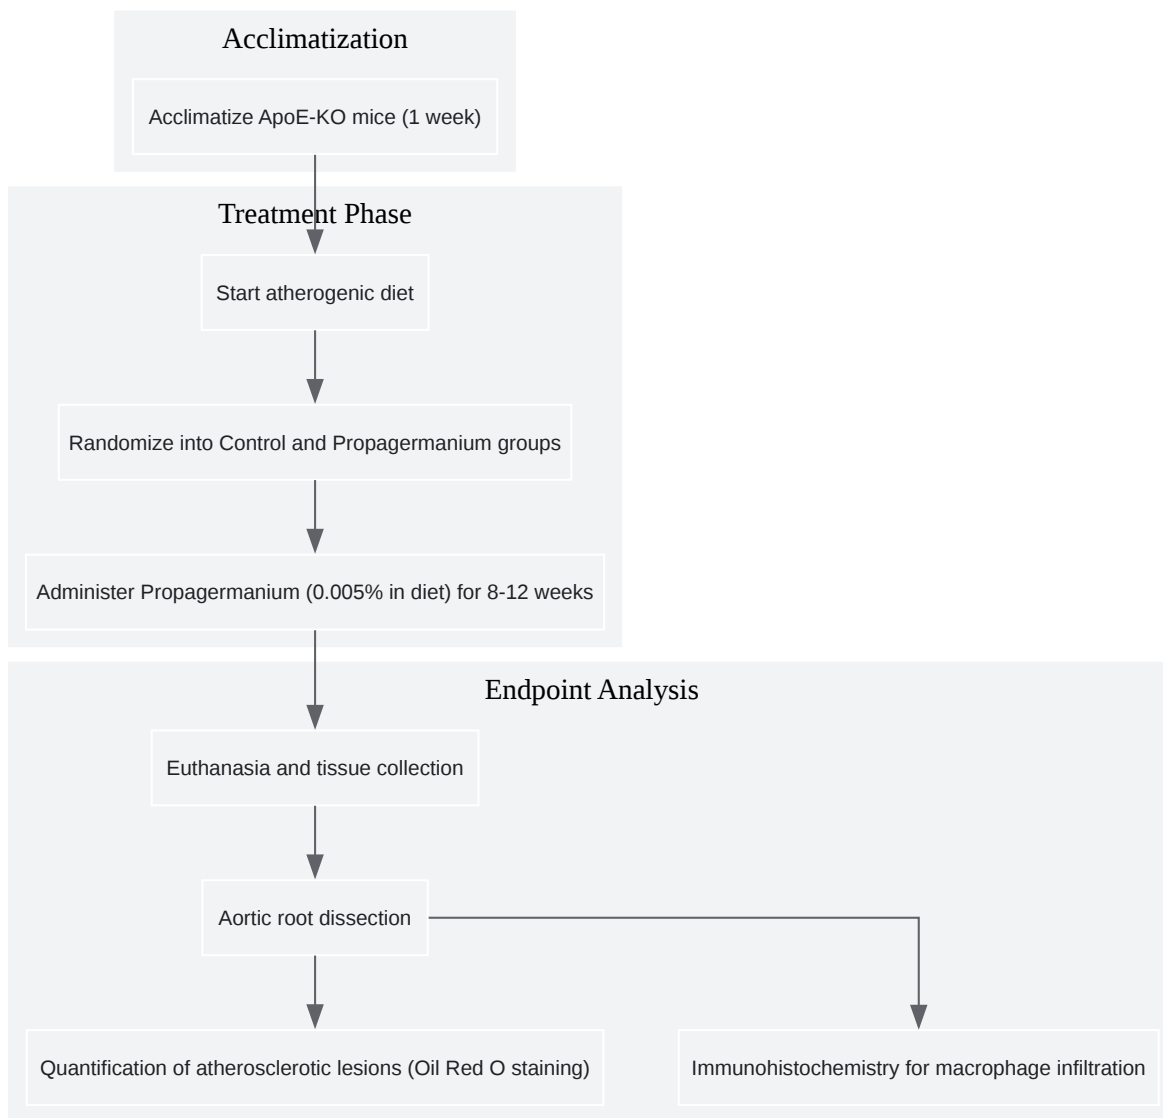 Acclimatization
Acclimatize ApoE-KO mice (1 week)
Treatment Phase
Start atherogenic diet
Randomize into Control and Propagermanium groups
Administer Propagermanium (0.005% in diet) for 8-12 weeks
Endpoint Analysis
Euthanasia and tissue collection
Aortic root dissection
Quantification of atherosclerotic lesions (Oil Red O staining)
Immunohistochemistry for macrophage infiltration